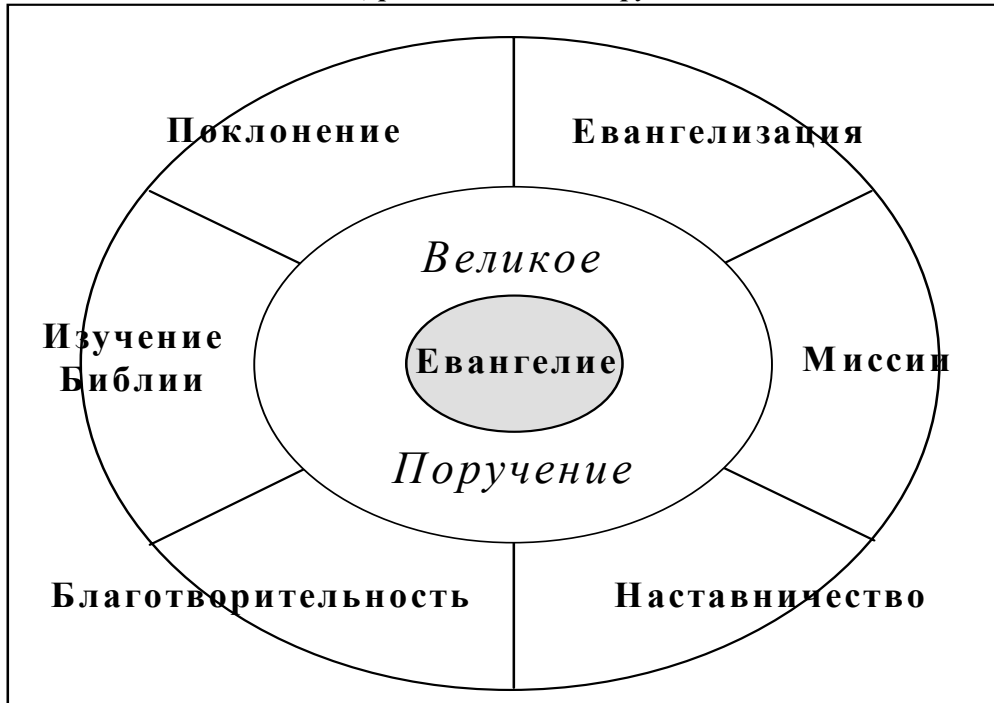 Поклонение
Евангелизация
Великое
Изучение
Библии
Евангелие
Миссии
Поручение
Благотворительность
Наставничество